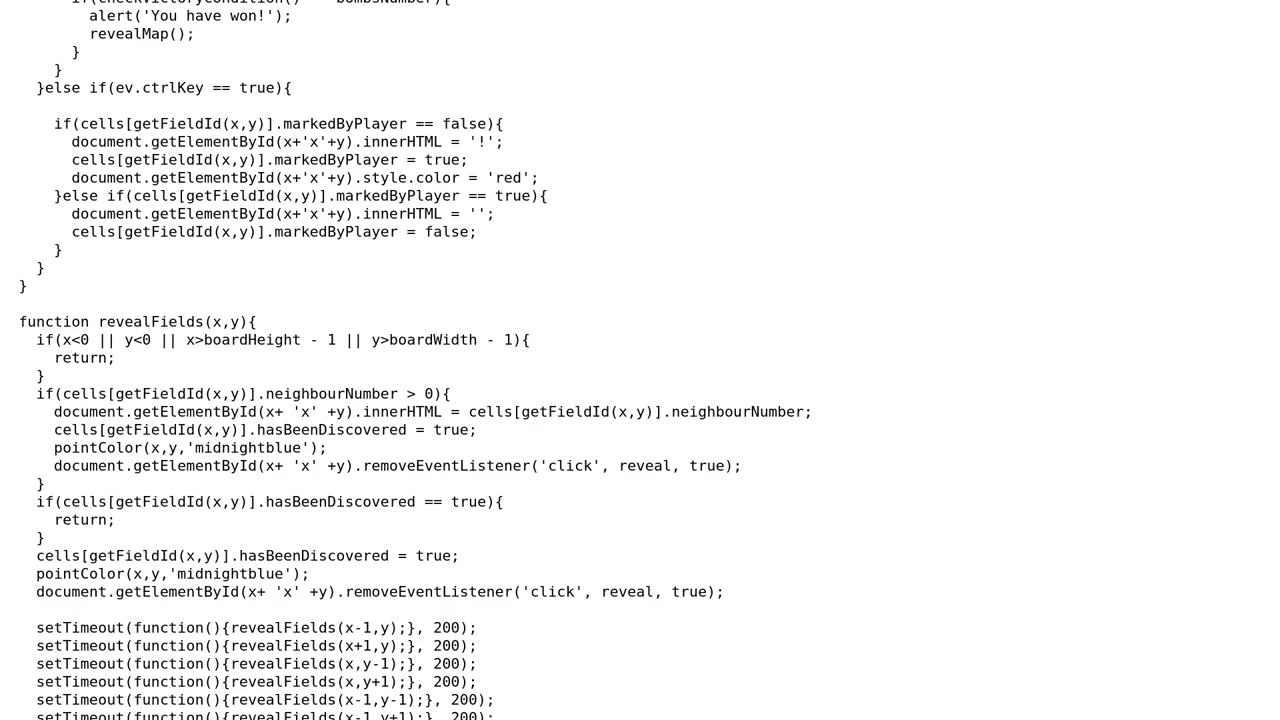 alert('You have won!');
revealMap();
}
}
}else if(ev.ctrlKey == true){
if(cells[getFieldId(x,y)].markedByPlayer == false){
document.getElementById(x+'x'+y).innerHTML = '!';
cells[getFieldId(x,y)].markedByPlayer = true;
document.getElementById(x+'x'+y).style.color = 'red';
}else if(cells[getFieldId(x,y)].markedByPlayer == true){
document.getElementById(x+'x'+y).innerHTML = '';
cells[getFieldId(x,y)].markedByPlayer = false;
}
}
}
function revealFields(x,y){
if(x<0 || y<0 || x>boardHeight - 1 || y>boardWidth - 1){
return;
}
if(cells[getFieldId(x,y)].neighbourNumber > 0){
document.getElementById(x+ 'x' +y).innerHTML = cells[getFieldId(x,y)].neighbourNumber;
cells[getFieldId(x,y)].hasBeenDiscovered = true;
pointColor(x,y,'midnightblue');
document.getElementById(x+ 'x' +y).removeEventListener('click', reveal, true);
}
if(cells[getFieldId(x,y)].hasBeenDiscovered == true){
return;
}
cells[getFieldId(x,y)].hasBeenDiscovered = true;
pointColor(x,y,'midnightblue');
document.getElementById(x+ 'x' +y).removeEventListener('click', reveal, true);
setTimeout(function(){revealFields(x-1,y);}, 200);
setTimeout(function(){revealFields(x+1,y);}, 200);
setTimeout(function(){revealFields(x,y-1);}, 200);
setTimeout(function(){revealFields(x,y+1);}, 200);
setTimeout(function(){revealFields(x-1,y-1);}, 200);
setTimeout(function(){revealFields(x-1,y+1);}, 200);